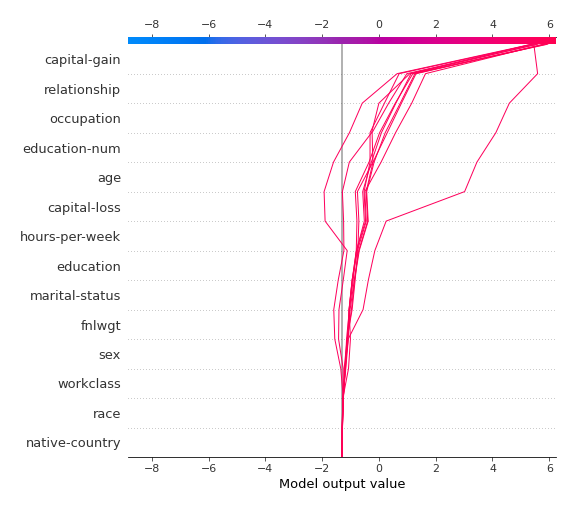 −8 −6 −4 −2 0 2 4 6
capital-gain
relationship
occupation
education-num
age
capital-loss
hours-per-week
education
marital-status
fnlwgt
sex
workclass
race
native-country
−8 −6 −4 −2 0 2 4 6
Model output value